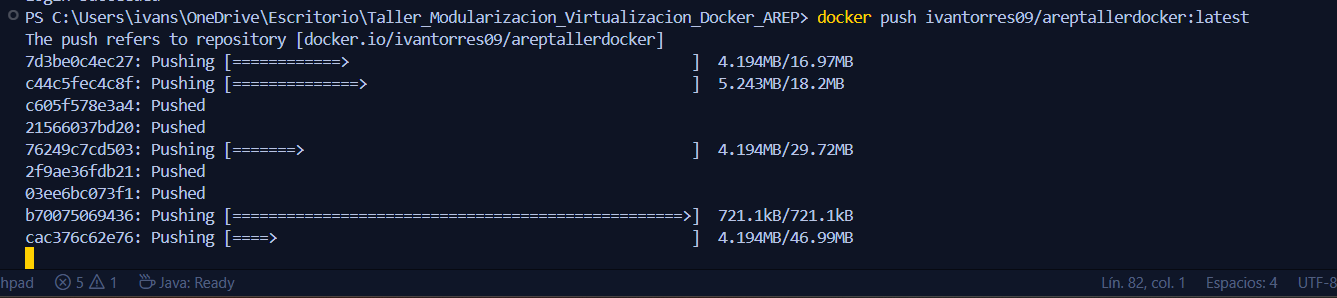 PS C:\Users\ivans\OneDrive\Escritorio\Taller_Modularizacion_Virtualizacion_Docker_AREP> docker push ivantorres09/areptallerdocker:latest
The push refers to repository [docker.io/ivantorres09/areptallerdocker]
7d3be0c4ec27: Pushing [============>                                      ]  4.194MB/16.97MB
c44c5fec4c8f: Pushing [==============>                                    ]  5.243MB/18.2MB
c605f578e3a4: Pushed
21566037bd20: Pushed
76249c7cd503: Pushing [=======>                                           ]  4.194MB/29.72MB
2f9ae36fdb21: Pushed
03ee6bc073f1: Pushed
b70075069436: Pushing [==================================================>]  721.1kB/721.1kB
cac376c62e76: Pushing [====>                                              ]  4.194MB/46.99MB
hpad 5 1 Java: Ready Lín. 82, col. 1 Espacios: 4 UTF-8